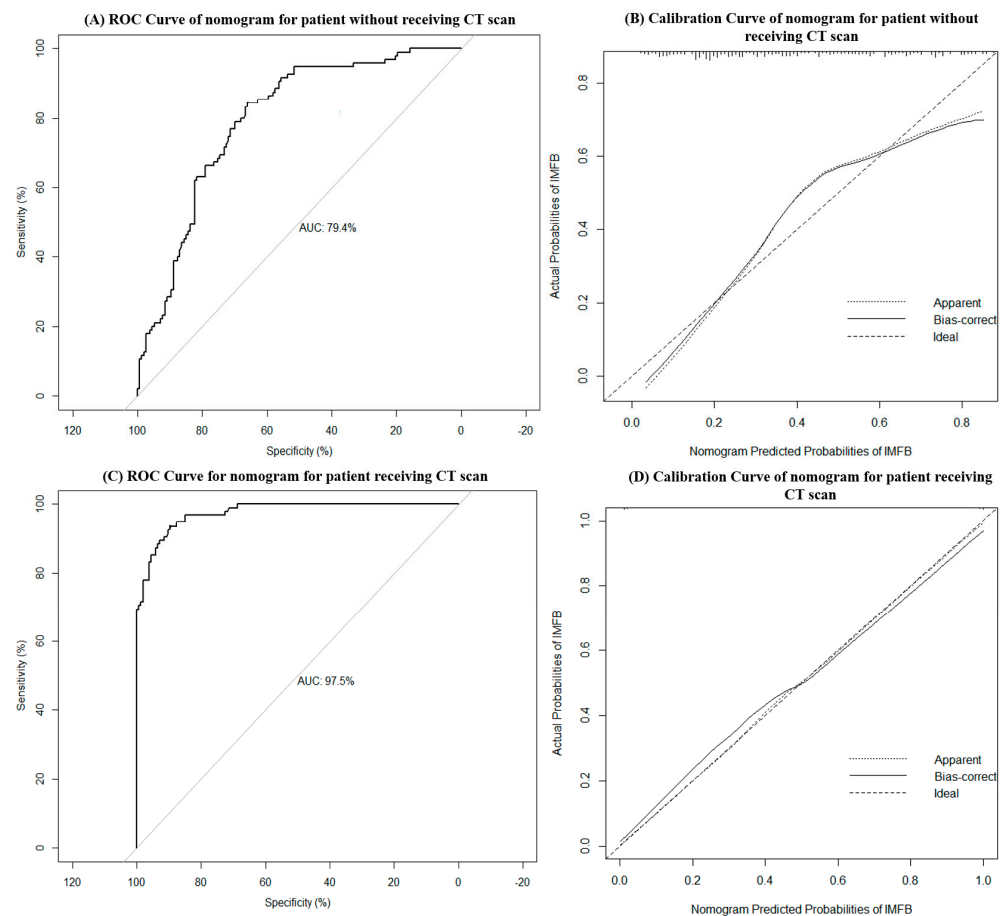 (A) ROC Curve of nomogram for patient without receiving CT scan
100
80
60
40
20
0
Sensitivity (%)
AUC: 79.4%
120
100
80
60
40
20
0
-20
Specificity (%)
(B) Calibration Curve of nomogram for patient without
receiving CT scan
0.8
0.6
0.4
0.2
0.0
Actual Probabilities of IMFB
Apparent
Bias-correct
Ideal
0.0
0.2
0.4
0.6
0.8
Nomogram Predicted Probabilities of IMFB
(C) ROC Curve for nomogram for patient receiving CT scan
100
80
60
40
20
0
Sensitivity (%)
AUC: 97.5%
120
100
80
60
40
20
0
-20
Specificity (%)
(D) Calibration Curve of nomogram for patient receiving
CT scan
1.0
0.8
0.6
0.4
0.2
0.0
Actual Probabilities of IMFB
Apparent
Bias-correct
Ideal
0.0
0.2
0.4
0.6
0.8
1.0
Nomogram Predicted Probabilities of IMFB